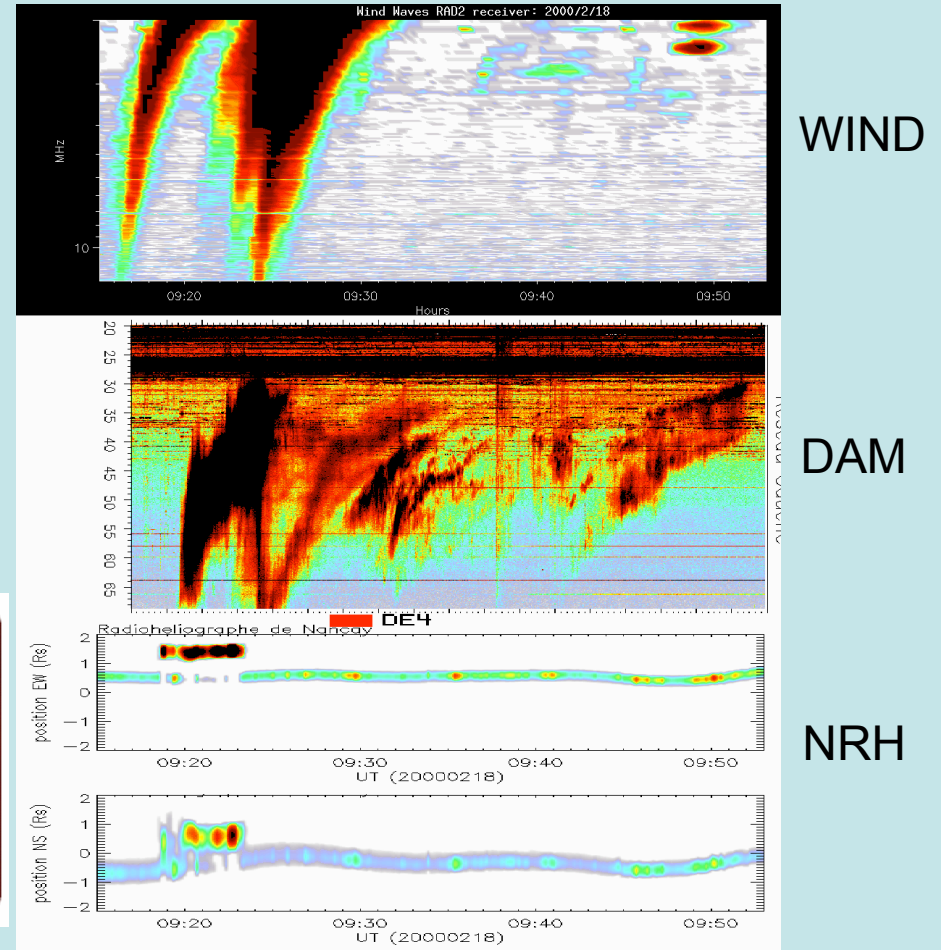 Wind Waves RAD2 receiver: 2000/2/18
WIND
MHz
10
09:20 09:30 09:40 09:50
Hours
20
25
30
35
40
45
50
55
60
65
DAM
DE4
Radioheliographe de Nançay
position EW (Rs)
2
1
0
−1
−2
09:20 09:30 09:40 09:50
UT (20000218)
NRH
position NS (Rs)
2
1
0
−1
−2
09:20 09:30 09:40 09:50
UT (20000218)